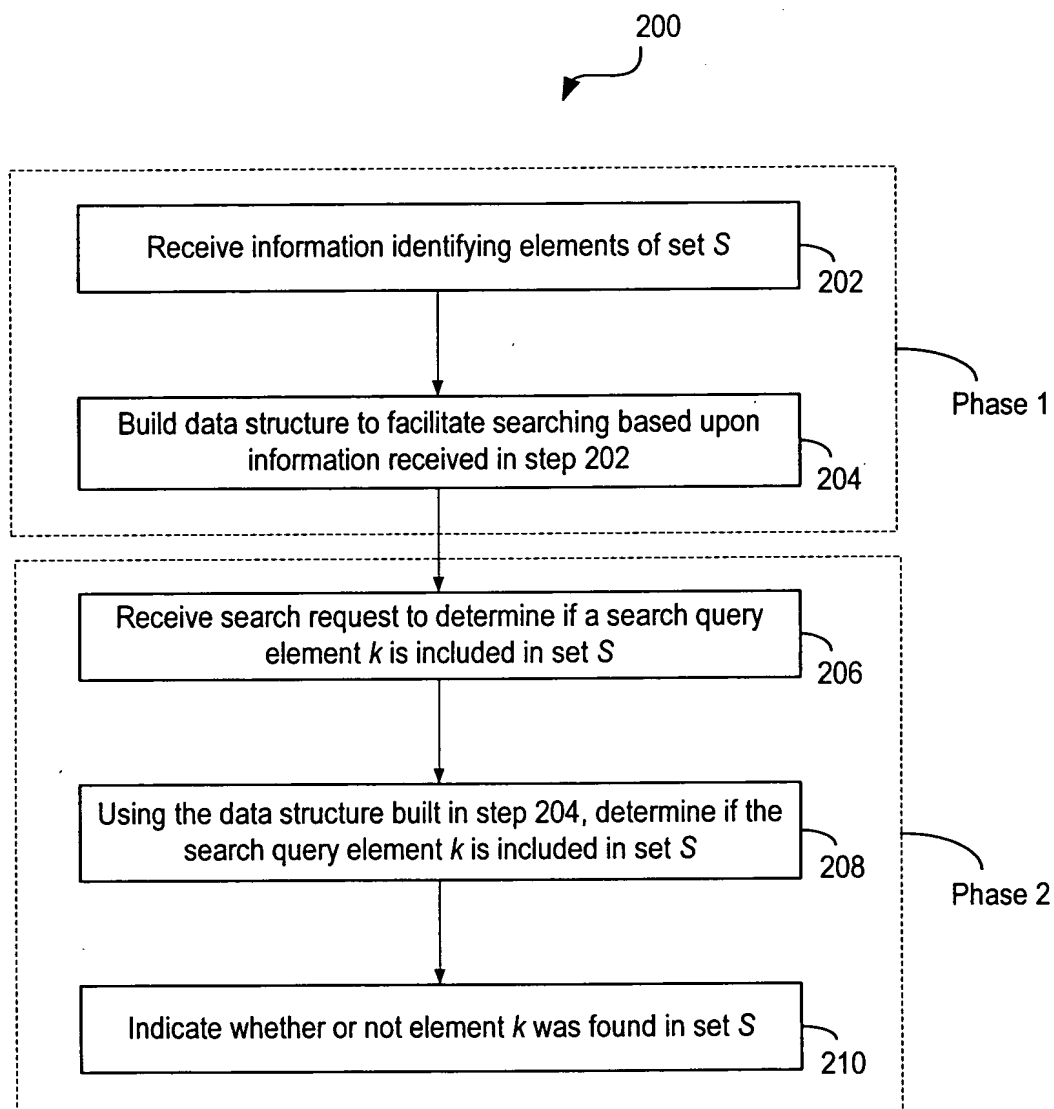 200
Receive information identifying elements of set S
202
Phase 1
Build data structure to facilitate searching based upon
information received in step 202
204
Receive search request to determine if a search query
element k is included in set S
206
Using the data structure built in step 204, determine if the
search query element k is included in set S
208
Phase 2
Indicate whether or not element k was found in set S
210